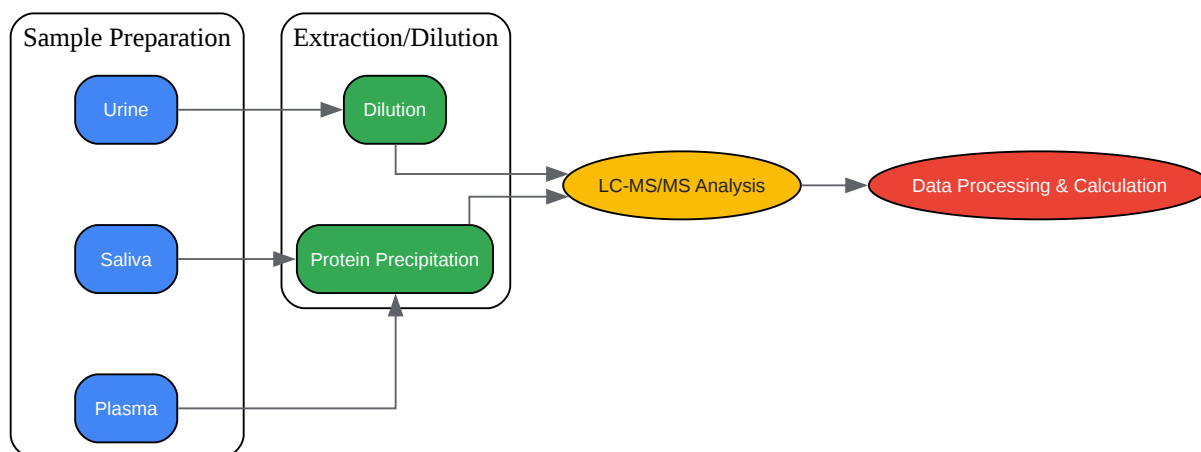 Sample Preparation
Extraction/Dilution
Urine
Dilution
LC-MS/MS Analysis
Data Processing & Calculation
Saliva
Protein Precipitation
Plasma